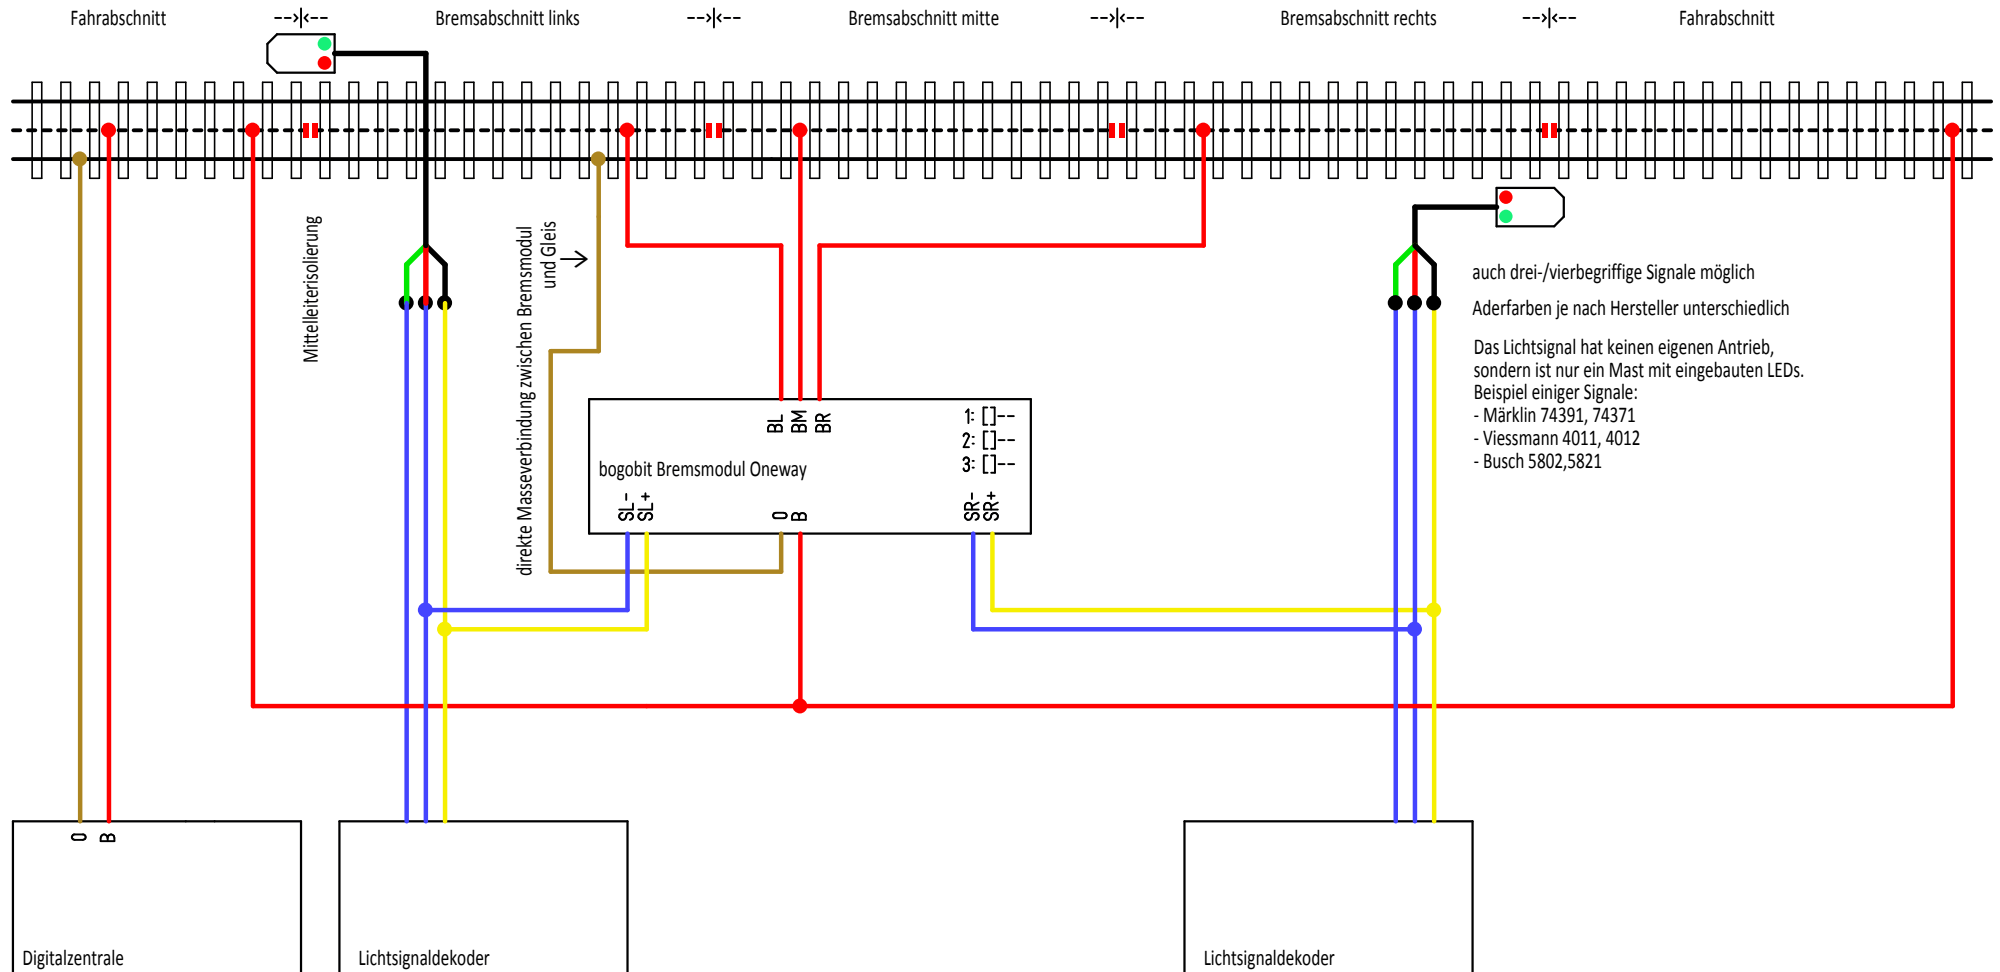 Fahrabschnitt
-->|<--
Bremsabschnitt links
-->|<--
Bremsabschnitt mitte
-->|<--
Bremsabschnitt rechts
-->|<--
Fahrabschnitt
Mittelleiterisolierung
direkte Masseverbindung zwischen Bremsmodul
und Gleis
auch drei-/vierbegriffige Signale möglich
Aderfarben je nach Hersteller unterschiedlich
Das Lichtsignal hat keinen eigenen Antrieb,
sondern ist nur ein Mast mit eingebauten LEDs.
Beispiel einiger Signale:
- Märklin 74391, 74371
- Viessmann 4011, 4012
- Busch 5802,5821
BL
BM
BR
1: []--
2: []--
3: []--
bogobit Bremsmodul Oneway
SL-
SL+
0
B
SR-
SR+
0
B
Digitalzentrale
Lichtsignaldekoder
Lichtsignaldekoder